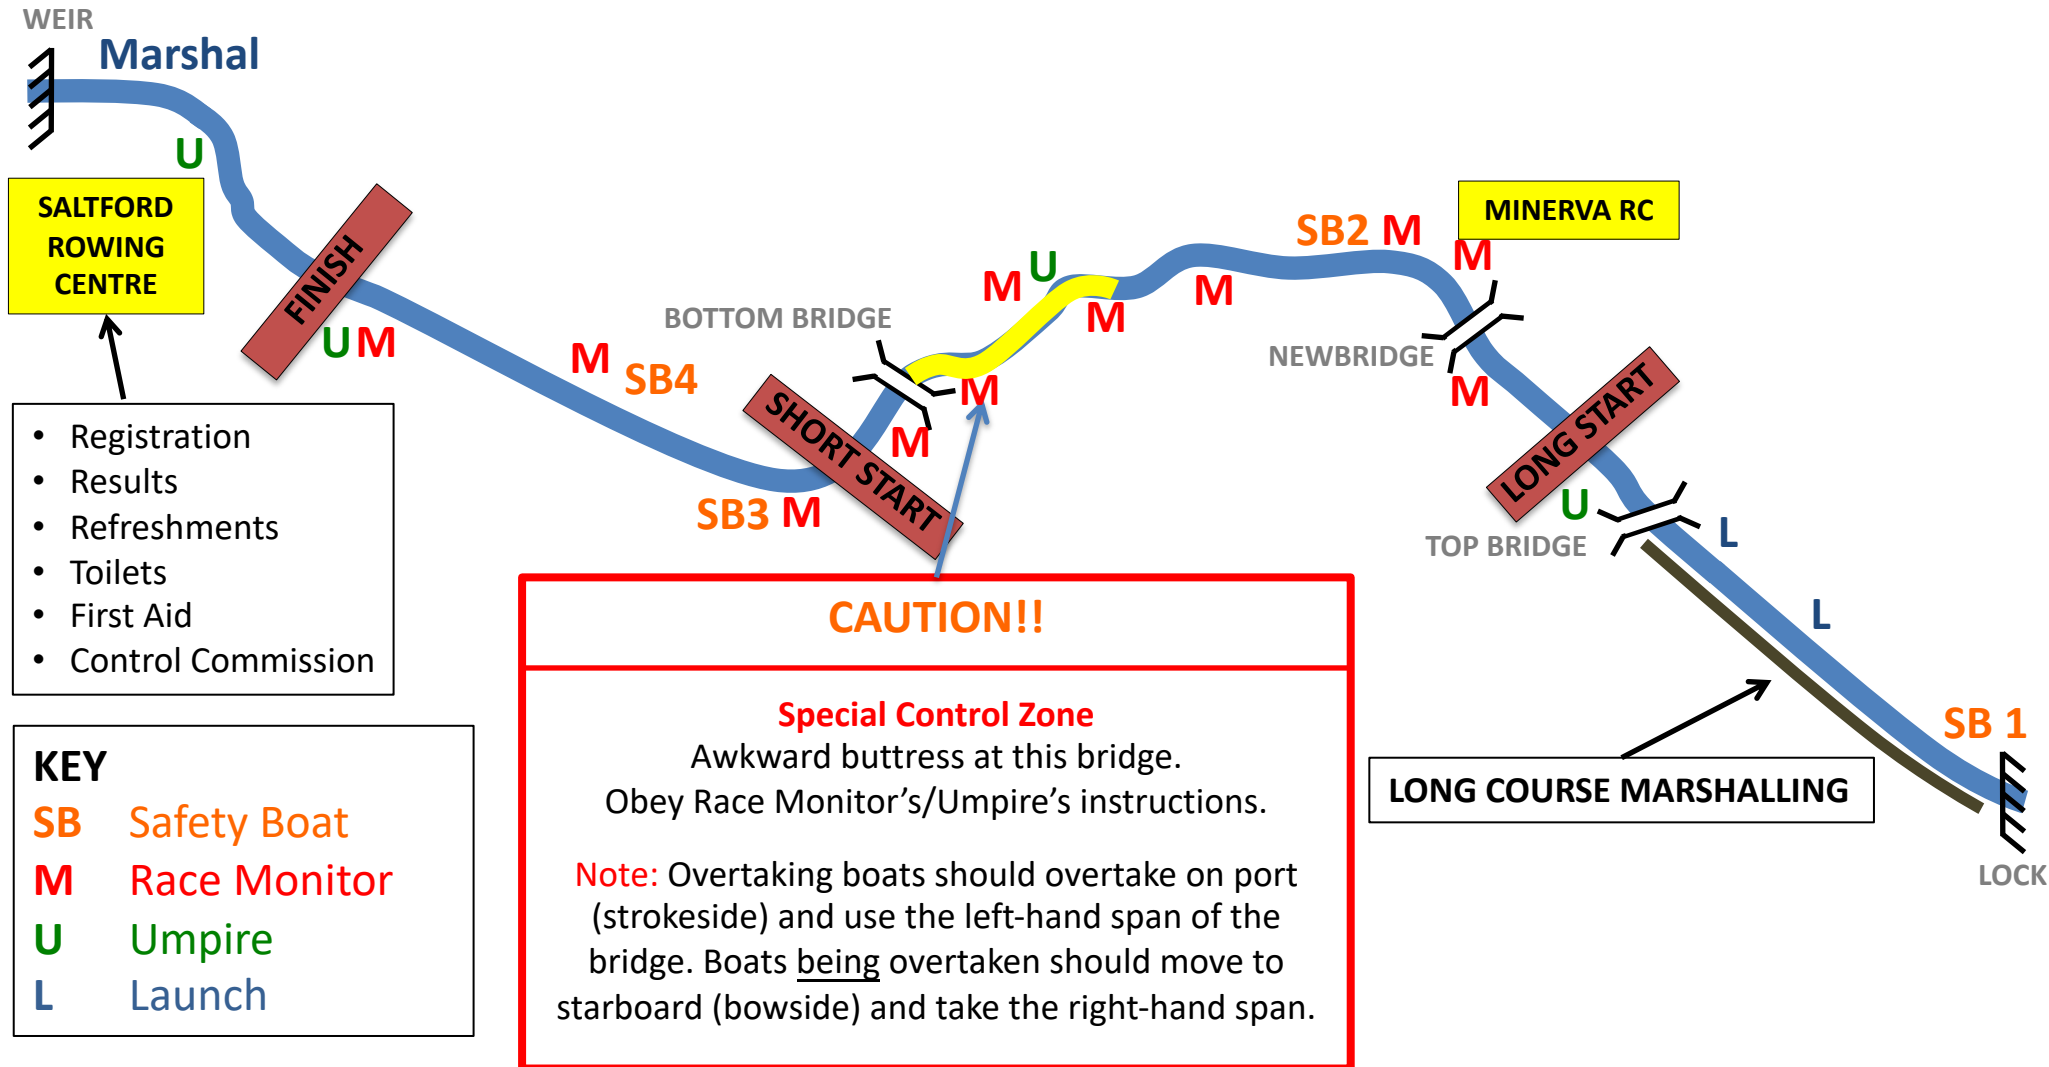 WEIR
Marshal
U
SALTFORD
ROWING
CENTRE
FINISH
U M
• Registration
• Results
• Refreshments
• Toilets
• First Aid
• Control Commission
M
SB4
BOTTOM BRIDGE
SHORT START
SB3 M
M
M
M
U
M
M
SB2 M
MINERVA RC
M
NEWBRIDGE
M
LONG START
U
TOP BRIDGE
L
L
SB 1
LOCK
LONG COURSE MARSHALLING
CAUTION!!
Special Control Zone
Awkward buttress at this bridge.
Obey Race Monitor's/Umpire's instructions.
Note: Overtaking boats should overtake on port
(strokeside) and use the left-hand span of the
bridge. Boats being overtaken should move to
starboard (bowside) and take the right-hand span.
KEY
SB Safety Boat
M Race Monitor
U Umpire
L Launch